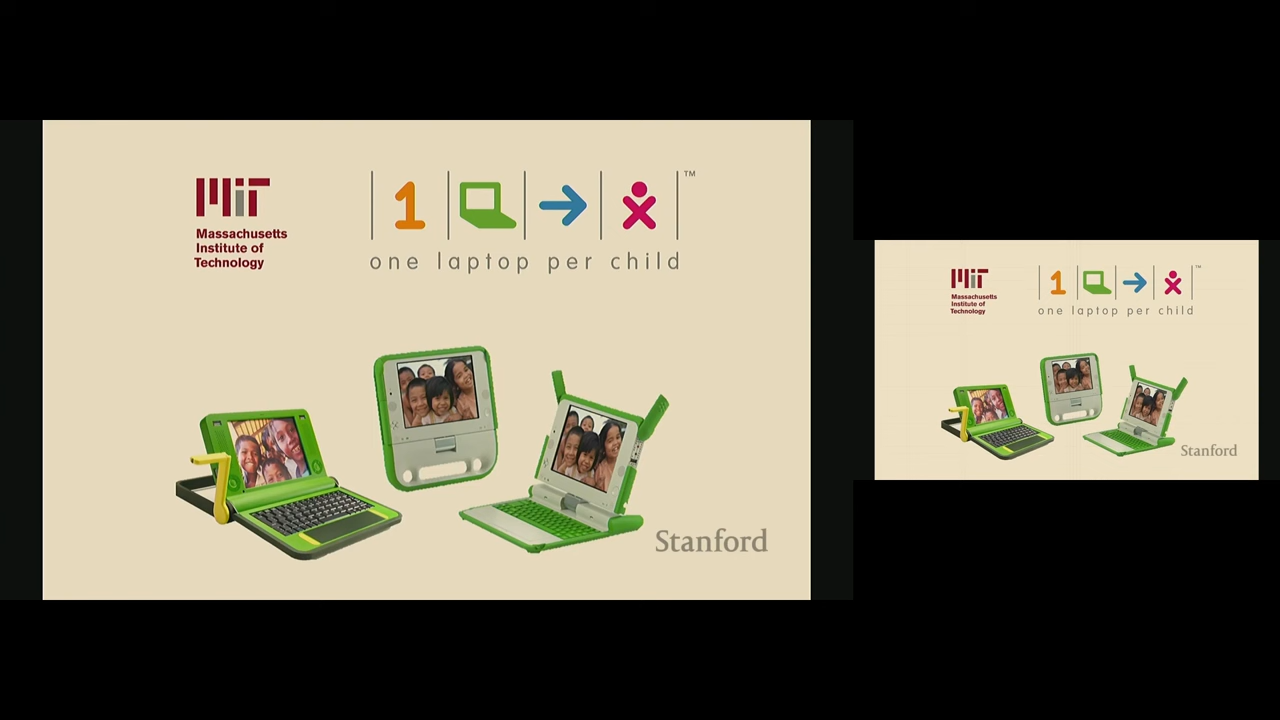 MIT
Massachusetts
Institute of
Technology
1 TM
one laptop per child
Stanford
MIT
Massachusetts
Institute of
Technology
1 TM
one laptop per child
Stanford